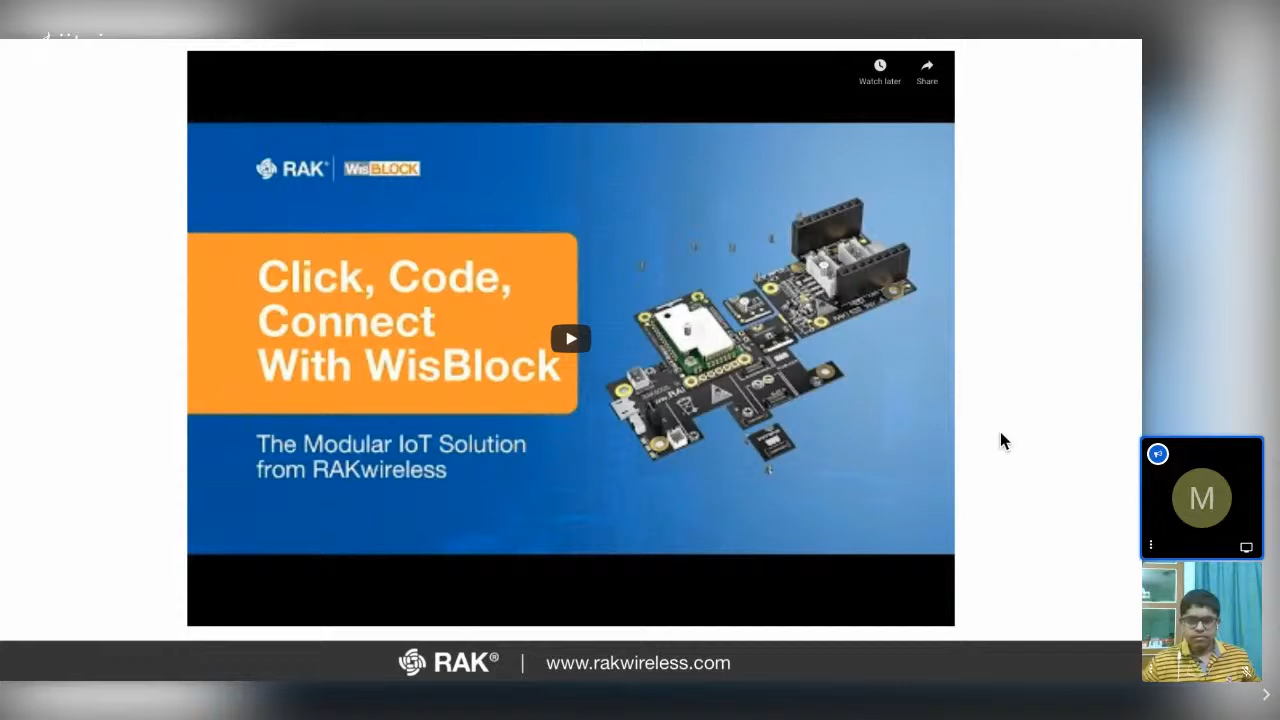 Watch later
Share
RAK®
WisBLOCK
Click, Code,
Connect
With WisBlock
The Modular IoT Solution
from RAKwireless
M
RAK® | www.rakwireless.com